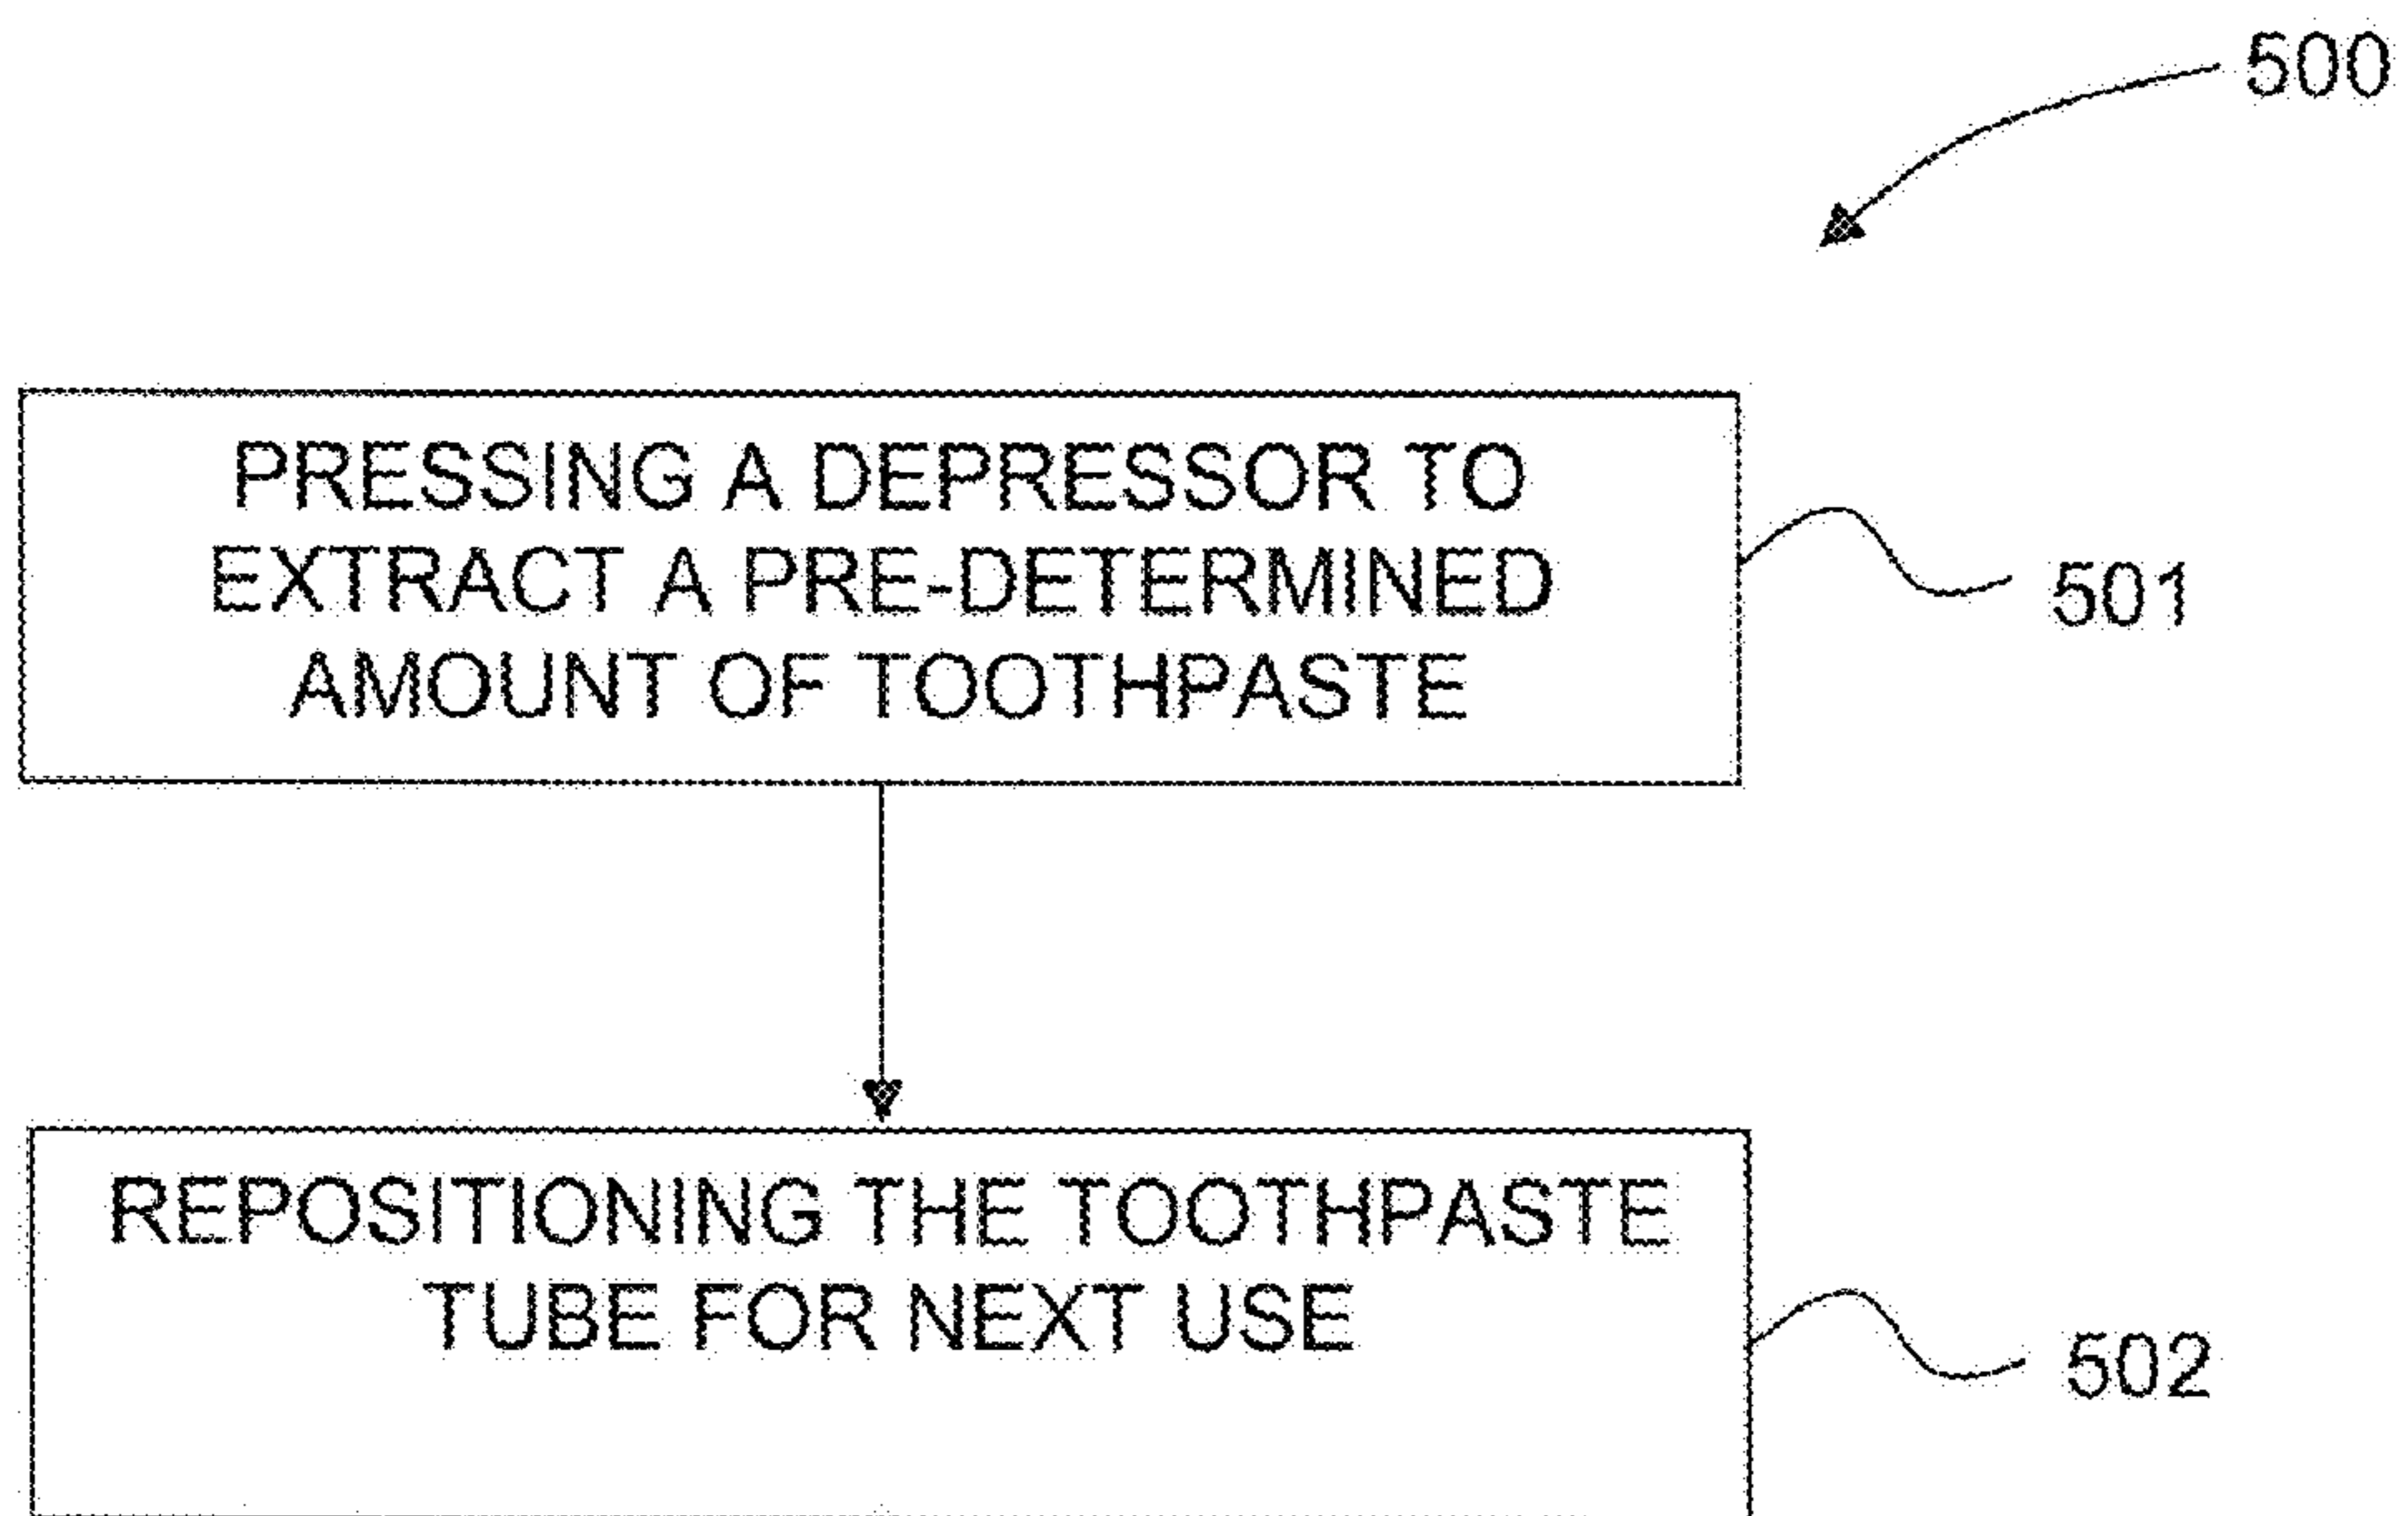 500
PRESSING A DEPRESSOR TO
EXTRACT A PRE-DETERMINED
AMOUNT OF TOOTHPASTE
501
REPOSITIONING THE TOOTHPASTE
TUBE FOR NEXT USE
502